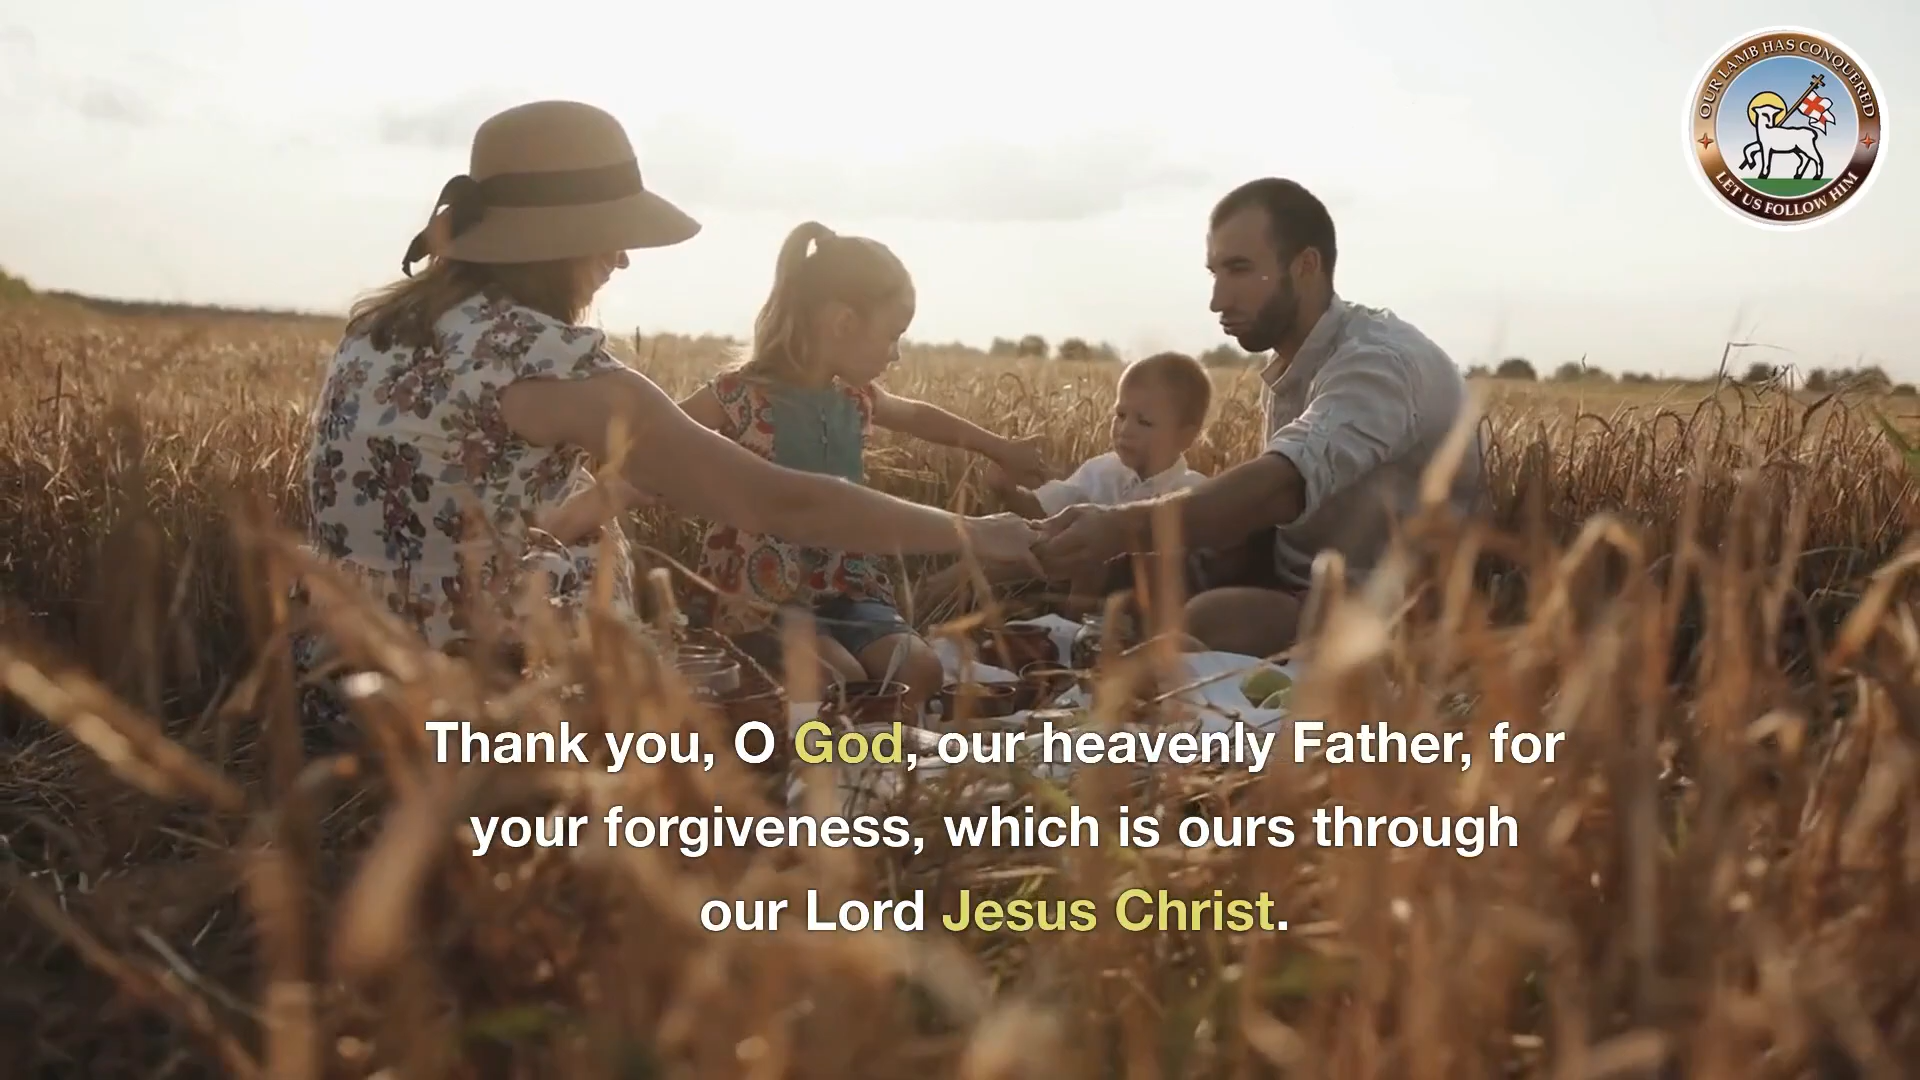 OUR LAMB HAS CONQUERED
LET US FOLLOW HIM
Thank you, O God, our heavenly Father, for
your forgiveness, which is ours through
our Lord Jesus Christ.